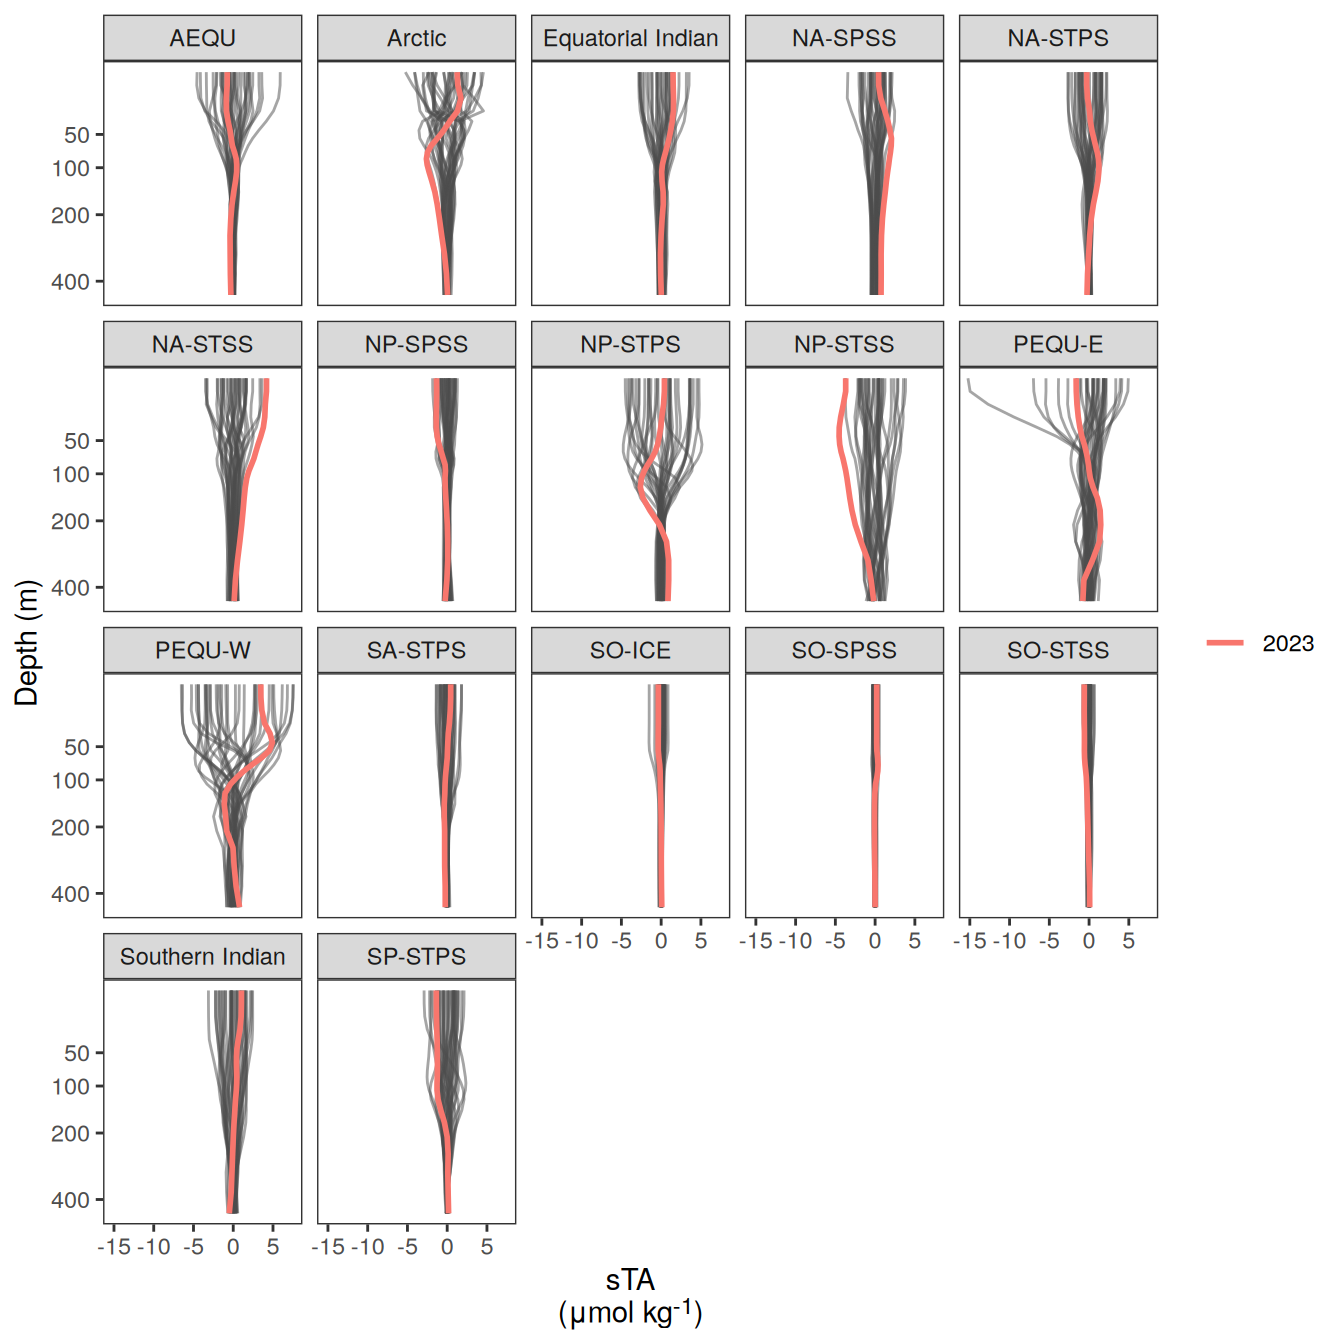 AEQU Arctic Equatorial Indian NA-SPSS NA-STPS
50
100
200
400
NA-STSS NP-SPSS NP-STPS NP-STSS PEQU-E
50
100
200
400
Depth (m)
2023
PEQU-W SA-STPS SO-ICE SO-SPSS SO-STSS
50
100
200
400
-15 -10 -5 0 5 -15 -10 -5 0 5 -15 -10 -5 0 5
Southern Indian SP-STPS
50
100
200
400
-15 -10 -5 0 5 -15 -10 -5 0 5
sTA
(μmol kg⁻¹)